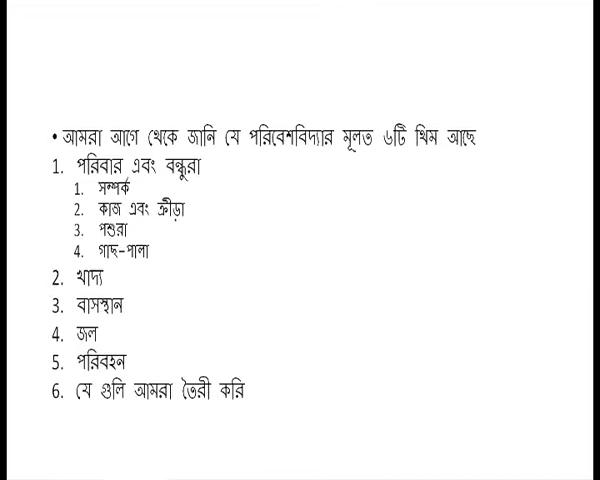 • আমরা আগে থেকে জানি যে পরিবেশবিদ্যার মূলত ৬টি থিম আছে
1. পরিবার এবং বন্ধুরা
1. সম্পর্ক
2. কাজ এবং ক্রীড়া
3. পশুরা
4. গাছ-পালা
2. খাদ্য
3. বাসস্থান
4. জল
5. পরিবহন
6. যে গুলি আমরা তৈরী করি